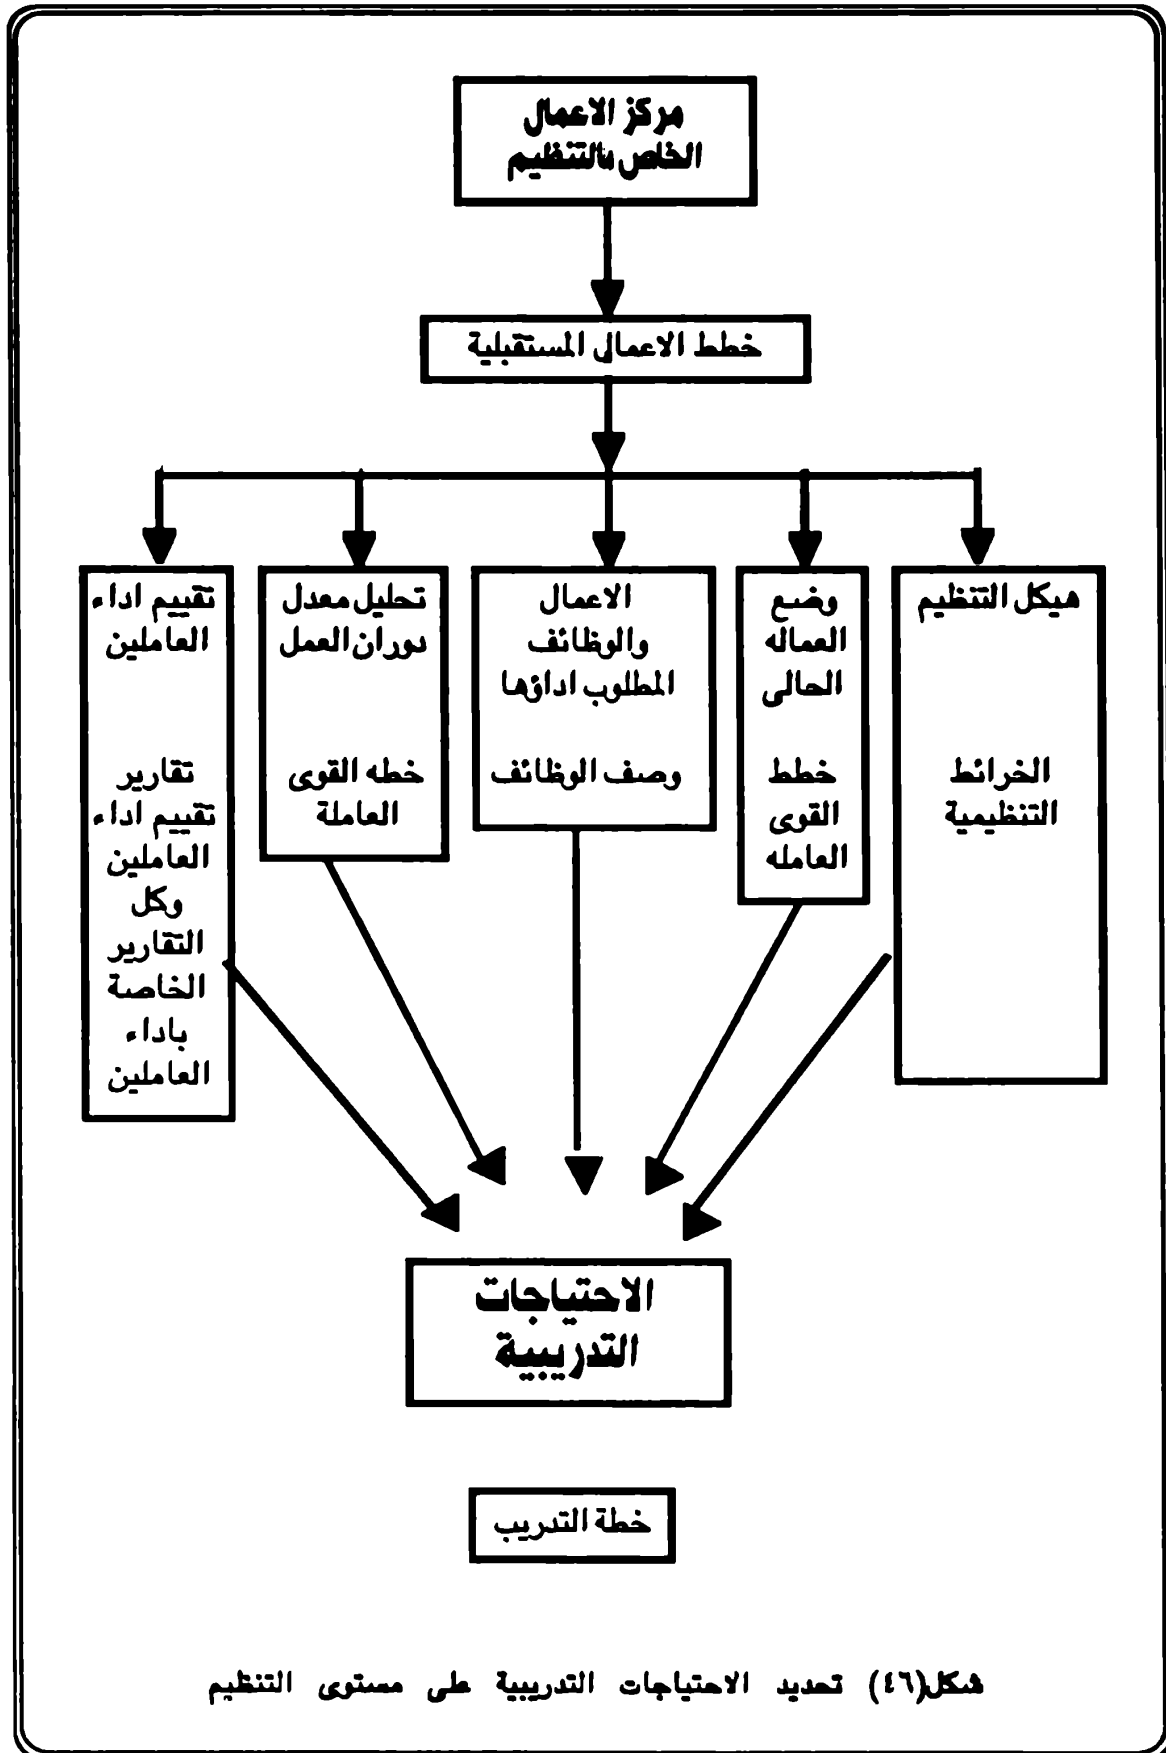 مركز الاعمال
الخاص بالتنظيم
خطط الاعمال المستقبلية
هيكل التنظيم
الخرائط
التنظيمية
وضع
العماله
الحالى
خطط
القوى
العامله
الاعمال
والوظائف
المطلوب اداؤها
وصف الوظائف
تحليل معدل
دوران العمل
خطه القوى
العاملة
تقييم اداء
العاملين
تقارير
تقييم اداء
العاملين
وكل
التقارير
الخاصة
باداء
العاملين
الاحتياجات
التدريبية
خطة التدريب
شكل(٤٦) تحديد الاحتياجات التدريبية على مستوى التنظيم